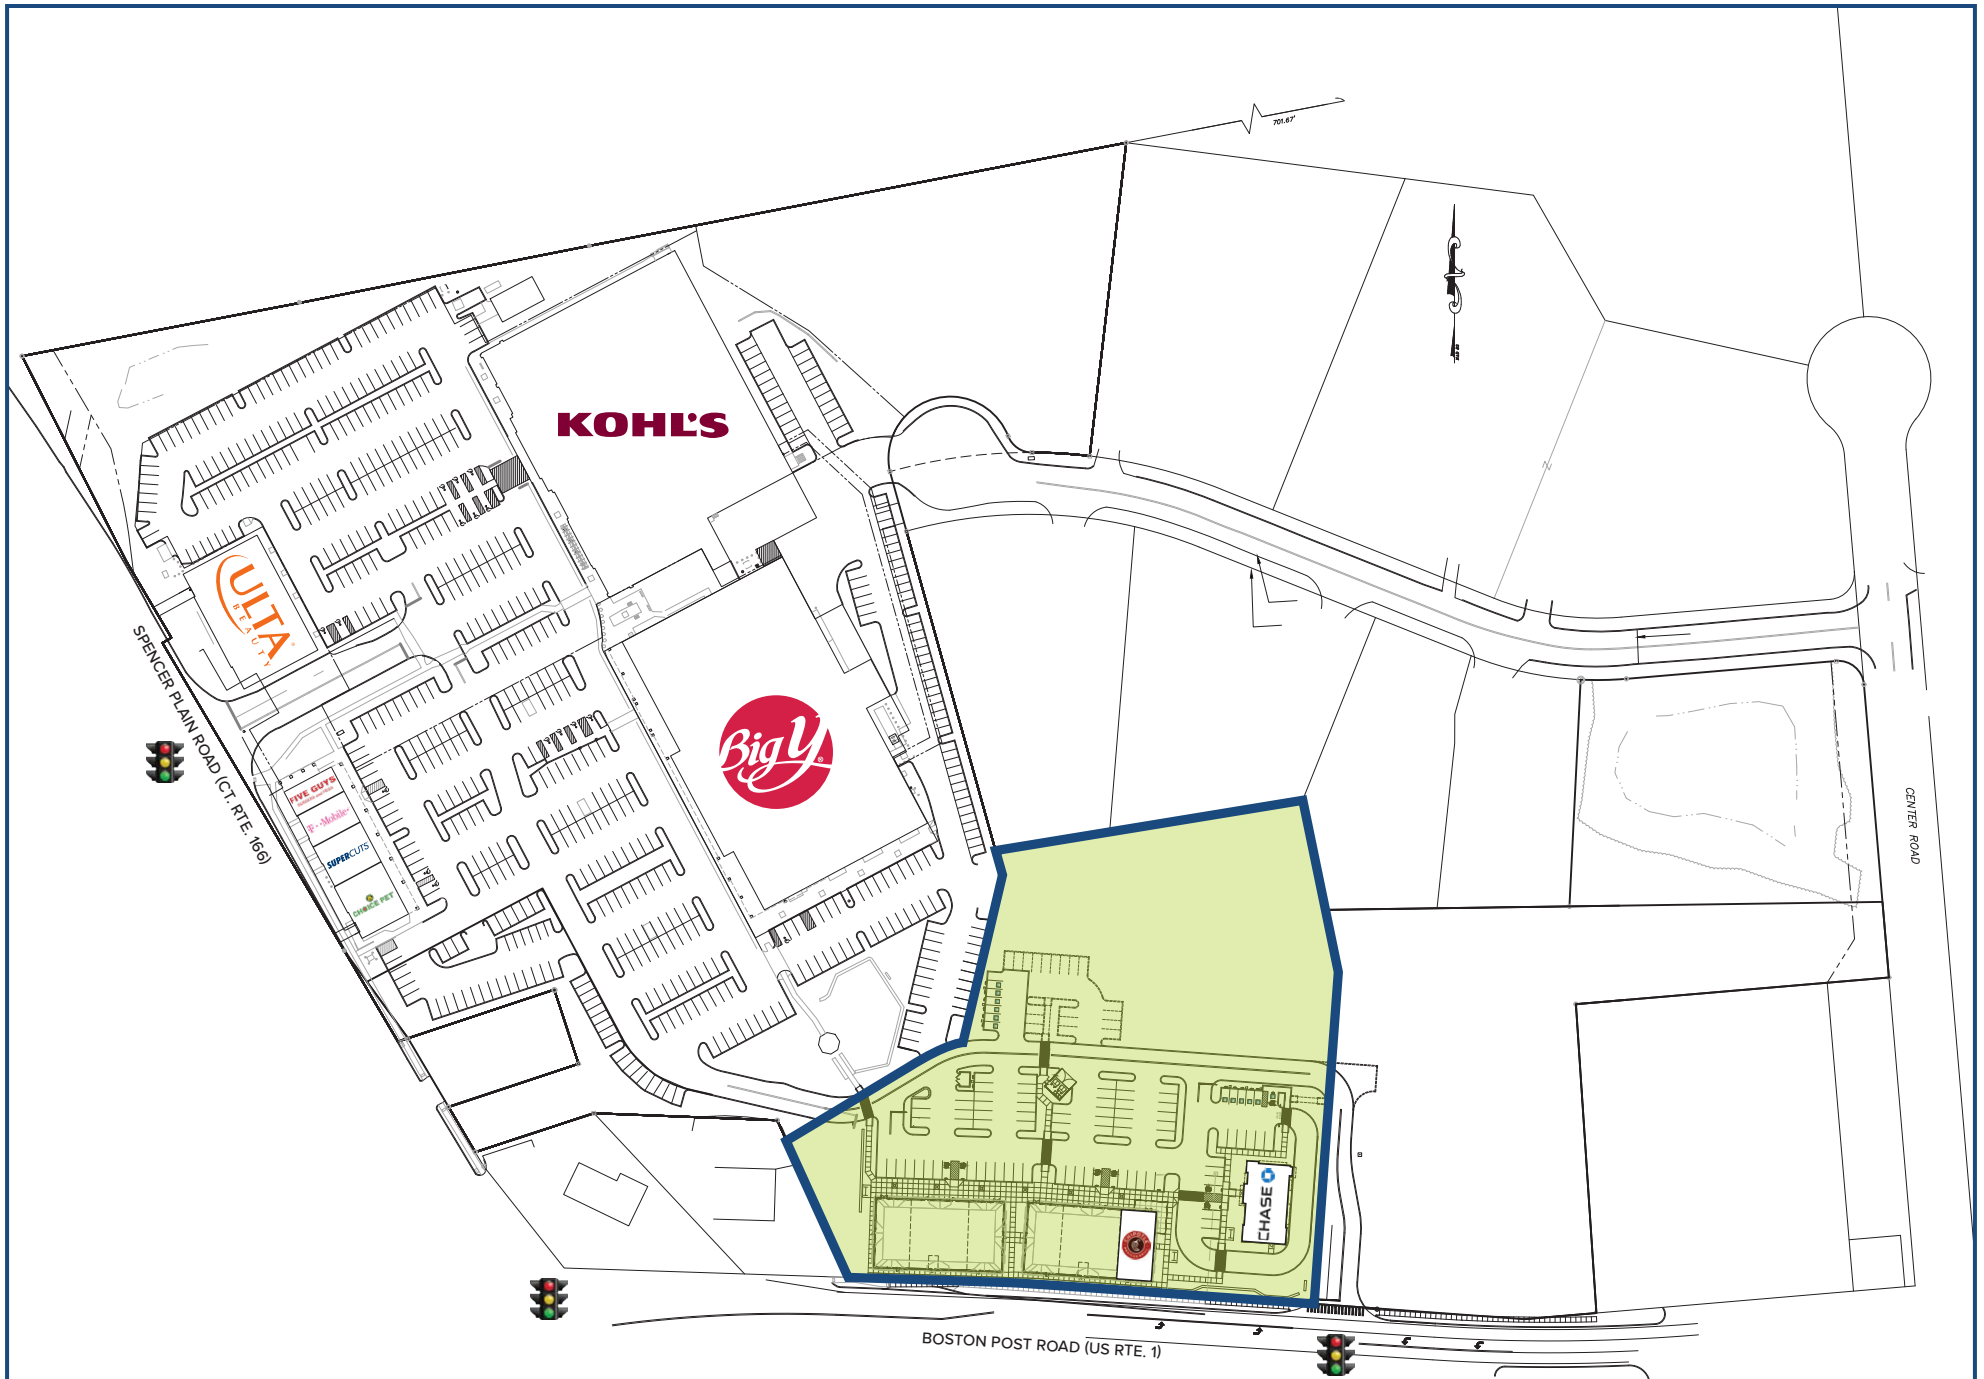 701.67'
KOHL'S
ULTA
BEAUTY
SPENCER PLAIN ROAD (CT. RTE. 166)
Big Y
FIVE GUYS
T-Mobile
SUPERCUTS
CHOICE PET
CENTER ROAD
CHASE
BOSTON POST ROAD (US RTE. 1)